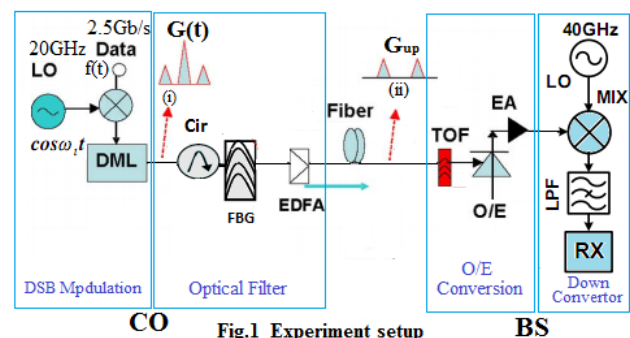 2.5Gb/s
20GHz Data
LO f(t)
cosω_i t
DML
G(t)
(i)
Cir
FBG
EDFA
Fiber
G_up
(ii)
TOF
EA
O/E
40GHz
LO
MIX
LPF
RX
DSB Mpdulation
Optical Filter
O/E
Conversion
Down
Convertor
CO
BS
Fig.1 Experiment setup